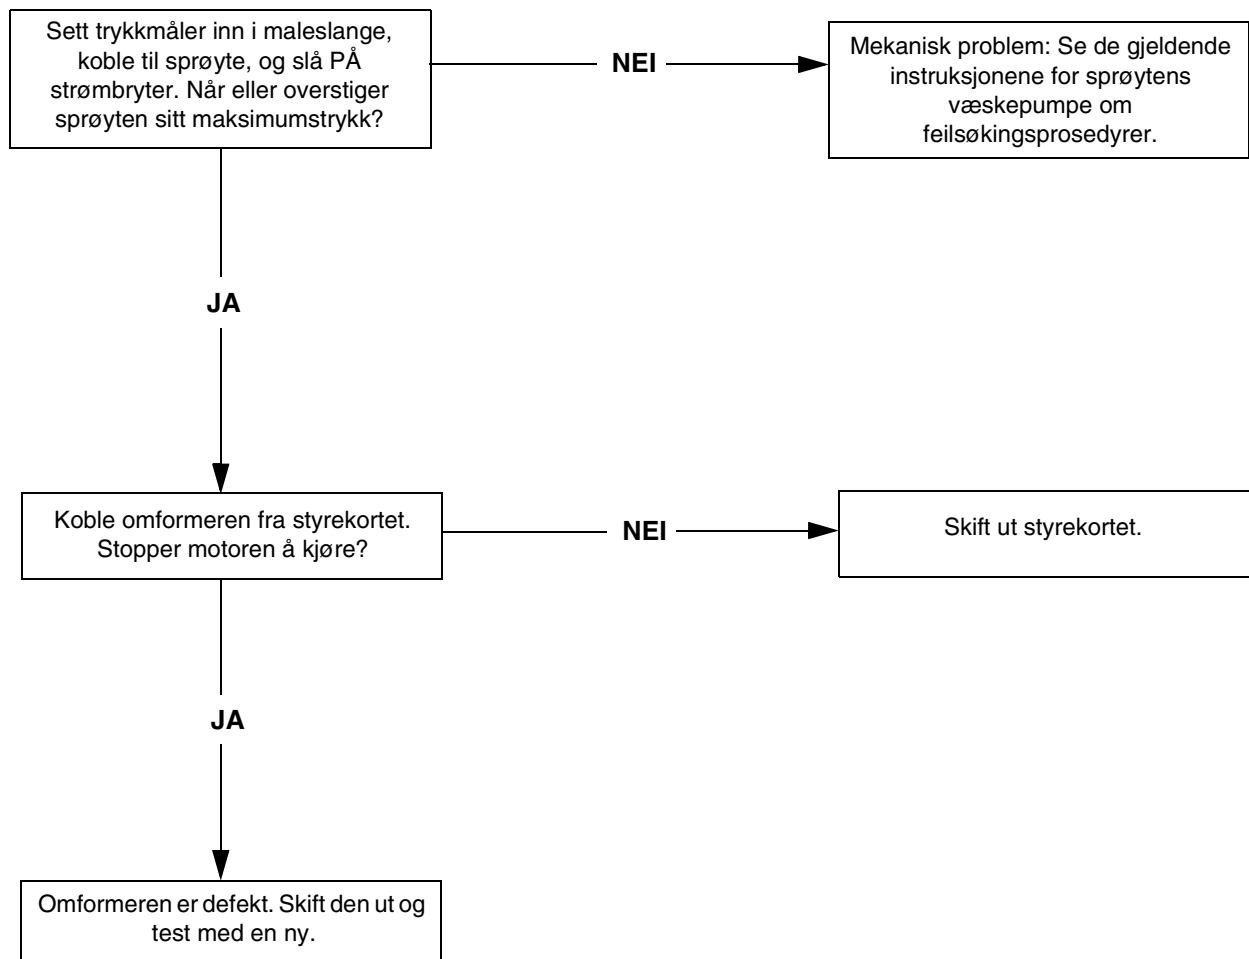 Sett trykkmåler inn i maleslange,
koble til sprøyte, og slå PÅ
strømbryter. Når eller overstiger
sprøyten sitt maksimumstrykk?
NEI
Mekanisk problem: Se de gjeldende
instruksjonene for sprøytens
væskepumpe om
feilsøkingsprosedyrer.
JA
Koble omformeren fra styrekortet.
Stopper motoren å kjøre?
NEI
Skift ut styrekortet.
JA
Omformeren er defekt. Skift den ut og
test med en ny.